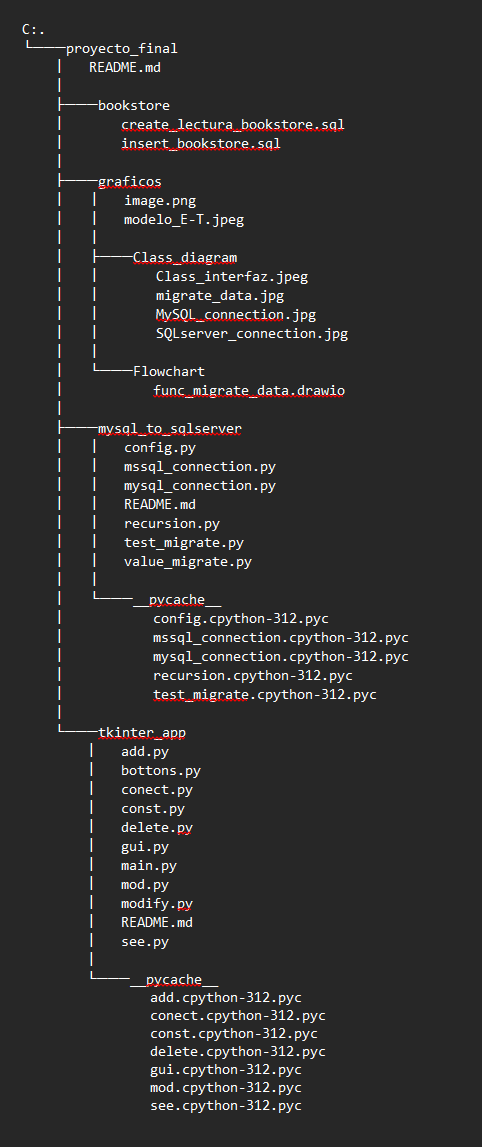 C:.
└───proyecto_final
    │   README.md
    │
    ├───bookstore
    │       create_lectura_bookstore.sql
    │       insert_bookstore.sql
    │
    ├───graficos
    │   │   image.png
    │   │   modelo_E-T.jpeg
    │   │
    │   ├───Class_diagram
    │   │       Class_interfaz.jpeg
    │   │       migrate_data.jpg
    │   │       MySQL_connection.jpg
    │   │       SQLserver_connection.jpg
    │   │
    │   └───Flowchart
    │           func_migrate_data.drawio
    │
    ├───mysql_to_sqlserver
    │   │   config.py
    │   │   mssql_connection.py
    │   │   mysql_connection.py
    │   │   README.md
    │   │   recursion.py
    │   │   test_migrate.py
    │   │   value_migrate.py
    │   │
    │   └───__pycache__
    │           config.cpython-312.pyc
    │           mssql_connection.cpython-312.pyc
    │           mysql_connection.cpython-312.pyc
    │           recursion.cpython-312.pyc
    │           test_migrate.cpython-312.pyc
    │
    └───tkinter_app
        │   add.py
        │   bottons.py
        │   conect.py
        │   const.py
        │   delete.py
        │   gui.py
        │   main.py
        │   mod.py
        │   modify.py
        │   README.md
        │   see.py
        │
        └───__pycache__
                add.cpython-312.pyc
                conect.cpython-312.pyc
                const.cpython-312.pyc
                delete.cpython-312.pyc
                gui.cpython-312.pyc
                mod.cpython-312.pyc
                see.cpython-312.pyc